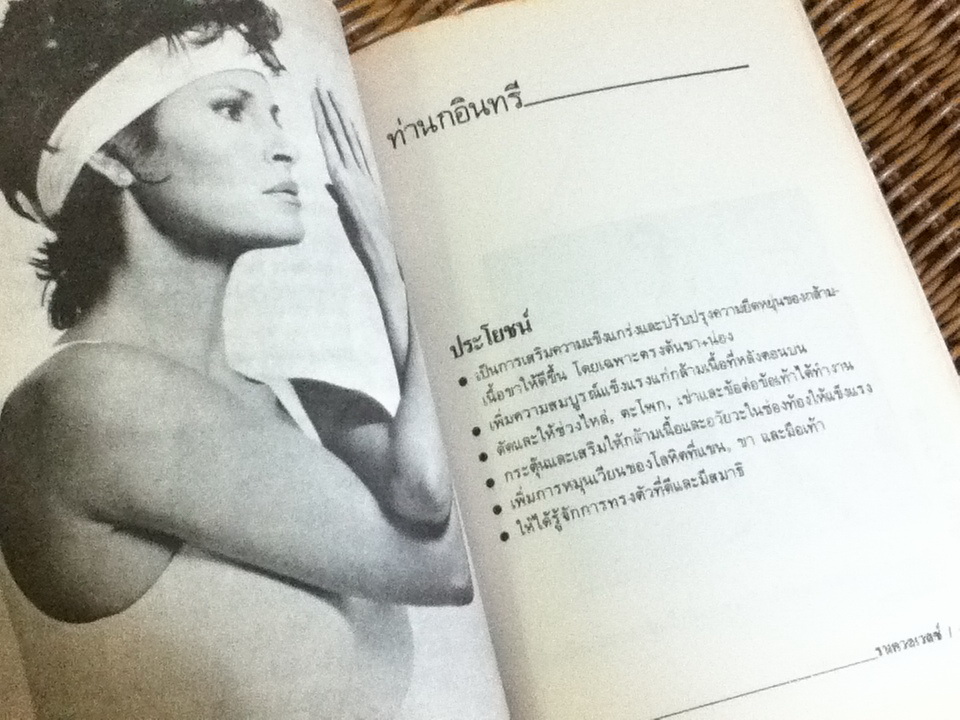 ท่านกอินทรี
ประโยชน์
● เป็นการเสริมความแข็งแกร่งและปรับปรุงความยืดหยุ่นของกล้าม-
เนื้อขาให้ดีขึ้น โดยเฉพาะตรงต้นขา+น่อง
● เพิ่มความสมบูรณ์แข็งแรงแก่กล้ามเนื้อที่หลังตอนบน
● ดัดและให้ช่วงไหล่, ตะโพก, เข่าและข้อต่อข้อเท้าได้ทำงาน
● กระตุ้นและเสริมให้กล้ามเนื้อและอวัยวะในช่องท้องให้แข็งแรง
● เพิ่มการหมุนเวียนของโลหิตที่แขน, ขา และมือเท้า
● ให้ได้รู้จักการทรงตัวที่ดีและมีสมาธิ
ราเควลเวลช์ /